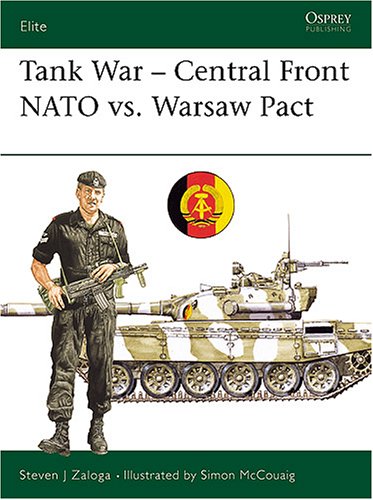 Elite
OSPREY
PUBLISHING
Tank War – Central Front
NATO vs. Warsaw Pact
Steven J Zaloga • Illustrated by Simon McCouaig